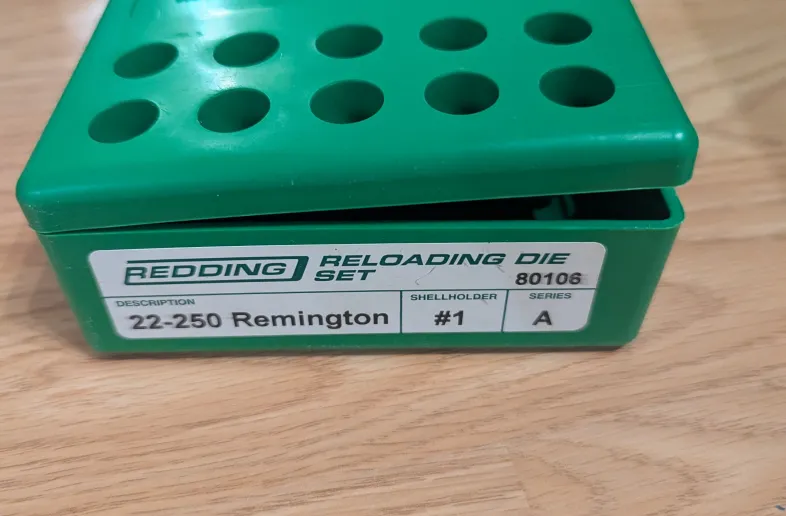 REDDING RELOADING DIE
SET 80106
DESCRIPTION SHELLHOLDER SERIES
22-250 Remington #1 A